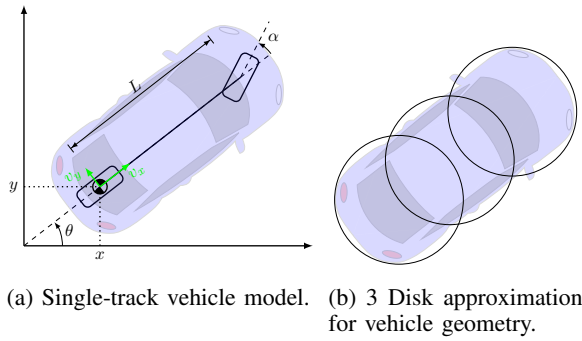 α
L
v_y
v_x
y
θ
x
(a) Single-track vehicle model.
(b) 3 Disk approximation
for vehicle geometry.